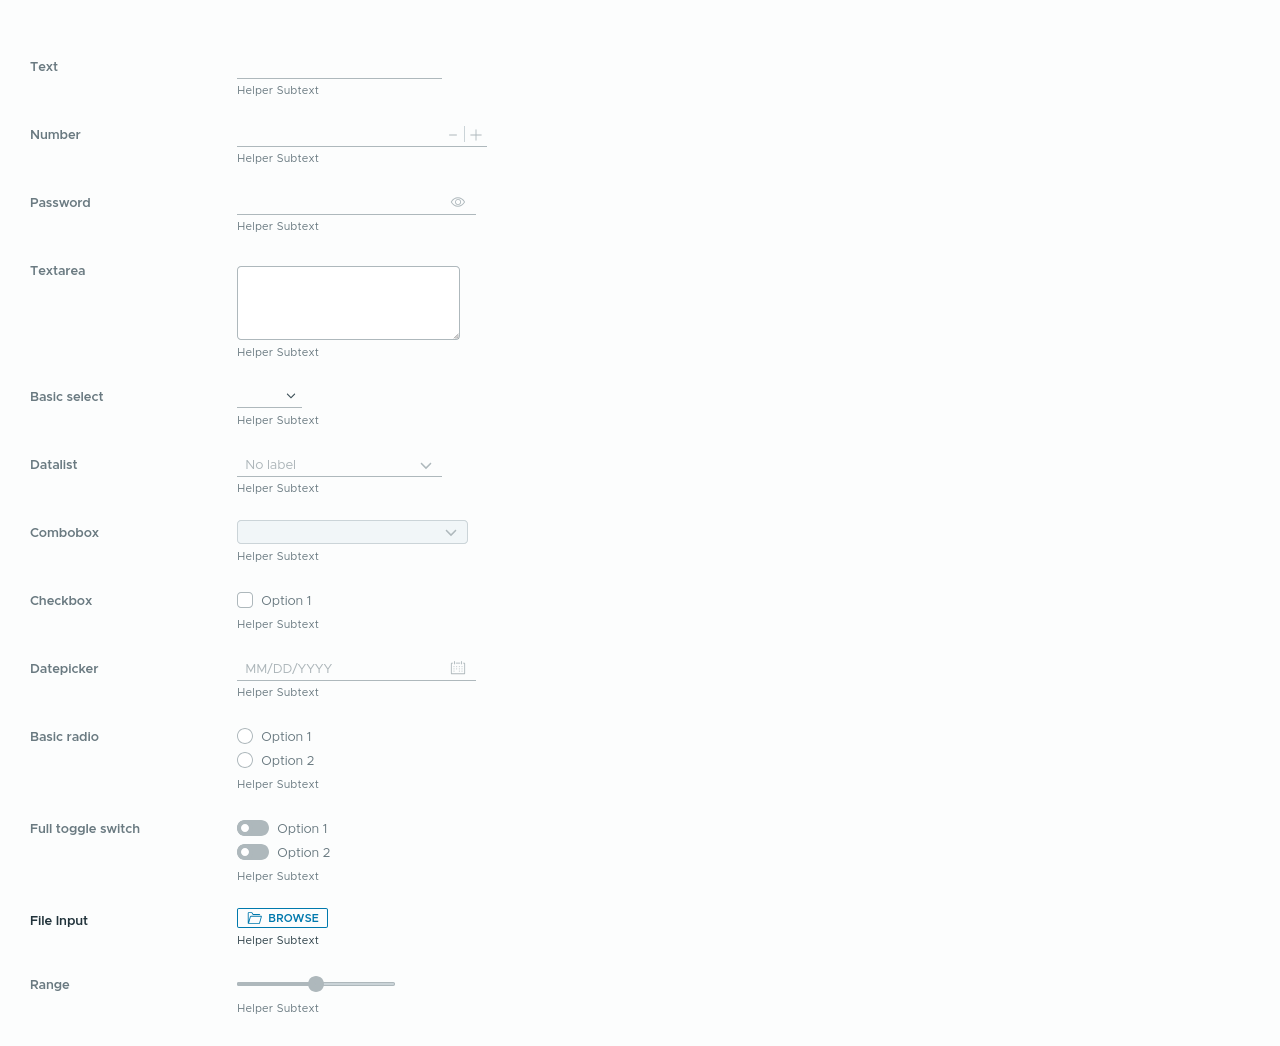 Text
Helper Subtext
Number
Helper Subtext
Password
Helper Subtext
Textarea
Helper Subtext
Basic select
Helper Subtext
Datalist
No label
Helper Subtext
Combobox
Helper Subtext
Checkbox
Option 1
Helper Subtext
Datepicker
MM/DD/YYYY
Helper Subtext
Basic radio
Option 1
Option 2
Helper Subtext
Full toggle switch
Option 1
Option 2
Helper Subtext
File Input
BROWSE
Helper Subtext
Range
Helper Subtext